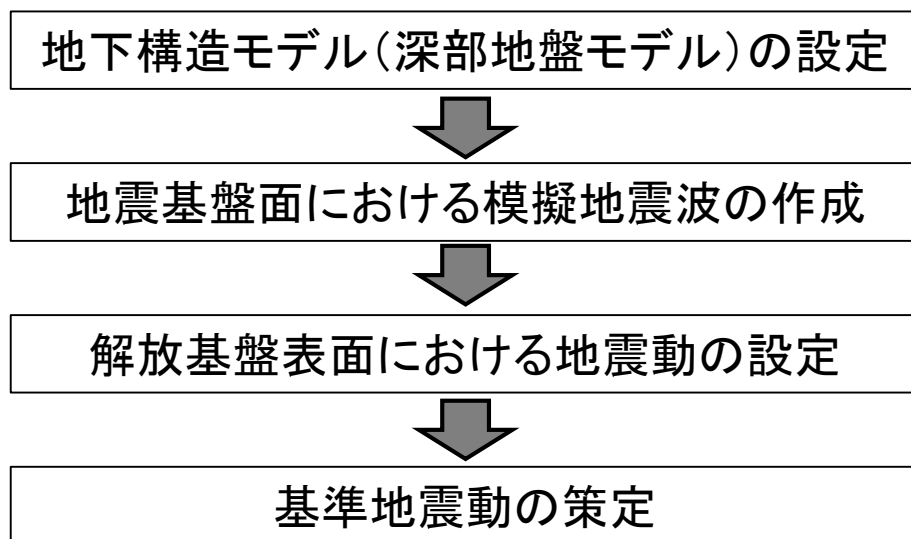 地下構造モデル(深部地盤モデル)の設定
地震基盤面における模擬地震波の作成
解放基盤表面における地震動の設定
基準地震動の策定